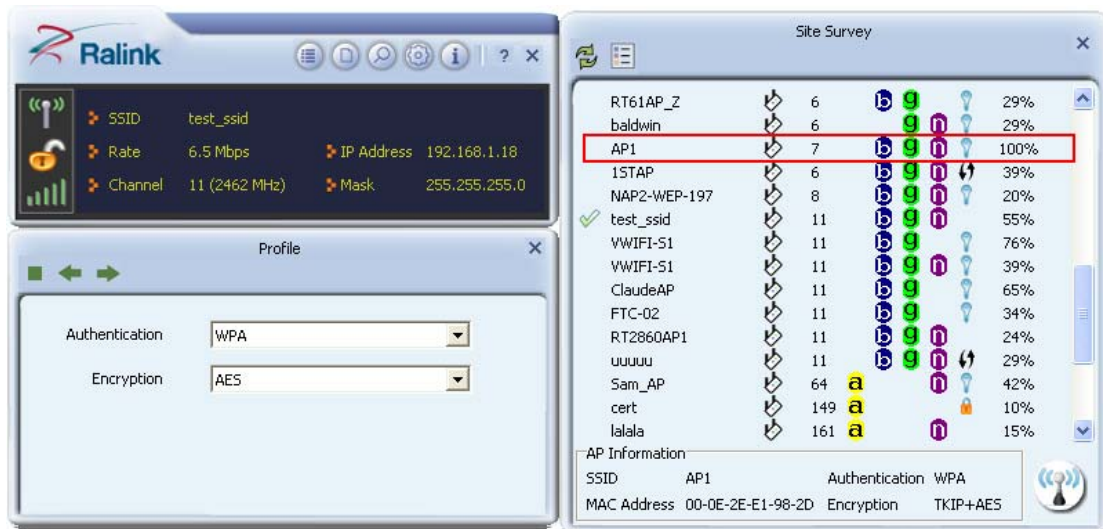 Ralink
? ×
SSID test_ssid
Rate 6.5 Mbps IP Address 192.168.1.18
Channel 11 (2462 MHz) Mask 255.255.255.0
Profile ×
Authentication WPA
Encryption AES
Site Survey ×
RT61AP_Z 6 b g 29%
baldwin 6 g n 29%
AP1 7 b g n 100%
1STAP 6 b g n 39%
NAP2-WEP-197 8 b g n 20%
test_ssid 11 b g n 55%
VWIFI-S1 11 b g 76%
VWIFI-S1 11 b g n 39%
ClaudeAP 11 b g 65%
FTC-02 11 b g 34%
RT2860AP1 11 b g n 24%
uuuuu 11 b g n 29%
Sam_AP 64 a n 42%
cert 149 a 10%
lalala 161 a n 15%
AP Information
SSID AP1 Authentication WPA
MAC Address 00-0E-2E-E1-98-2D Encryption TKIP+AES